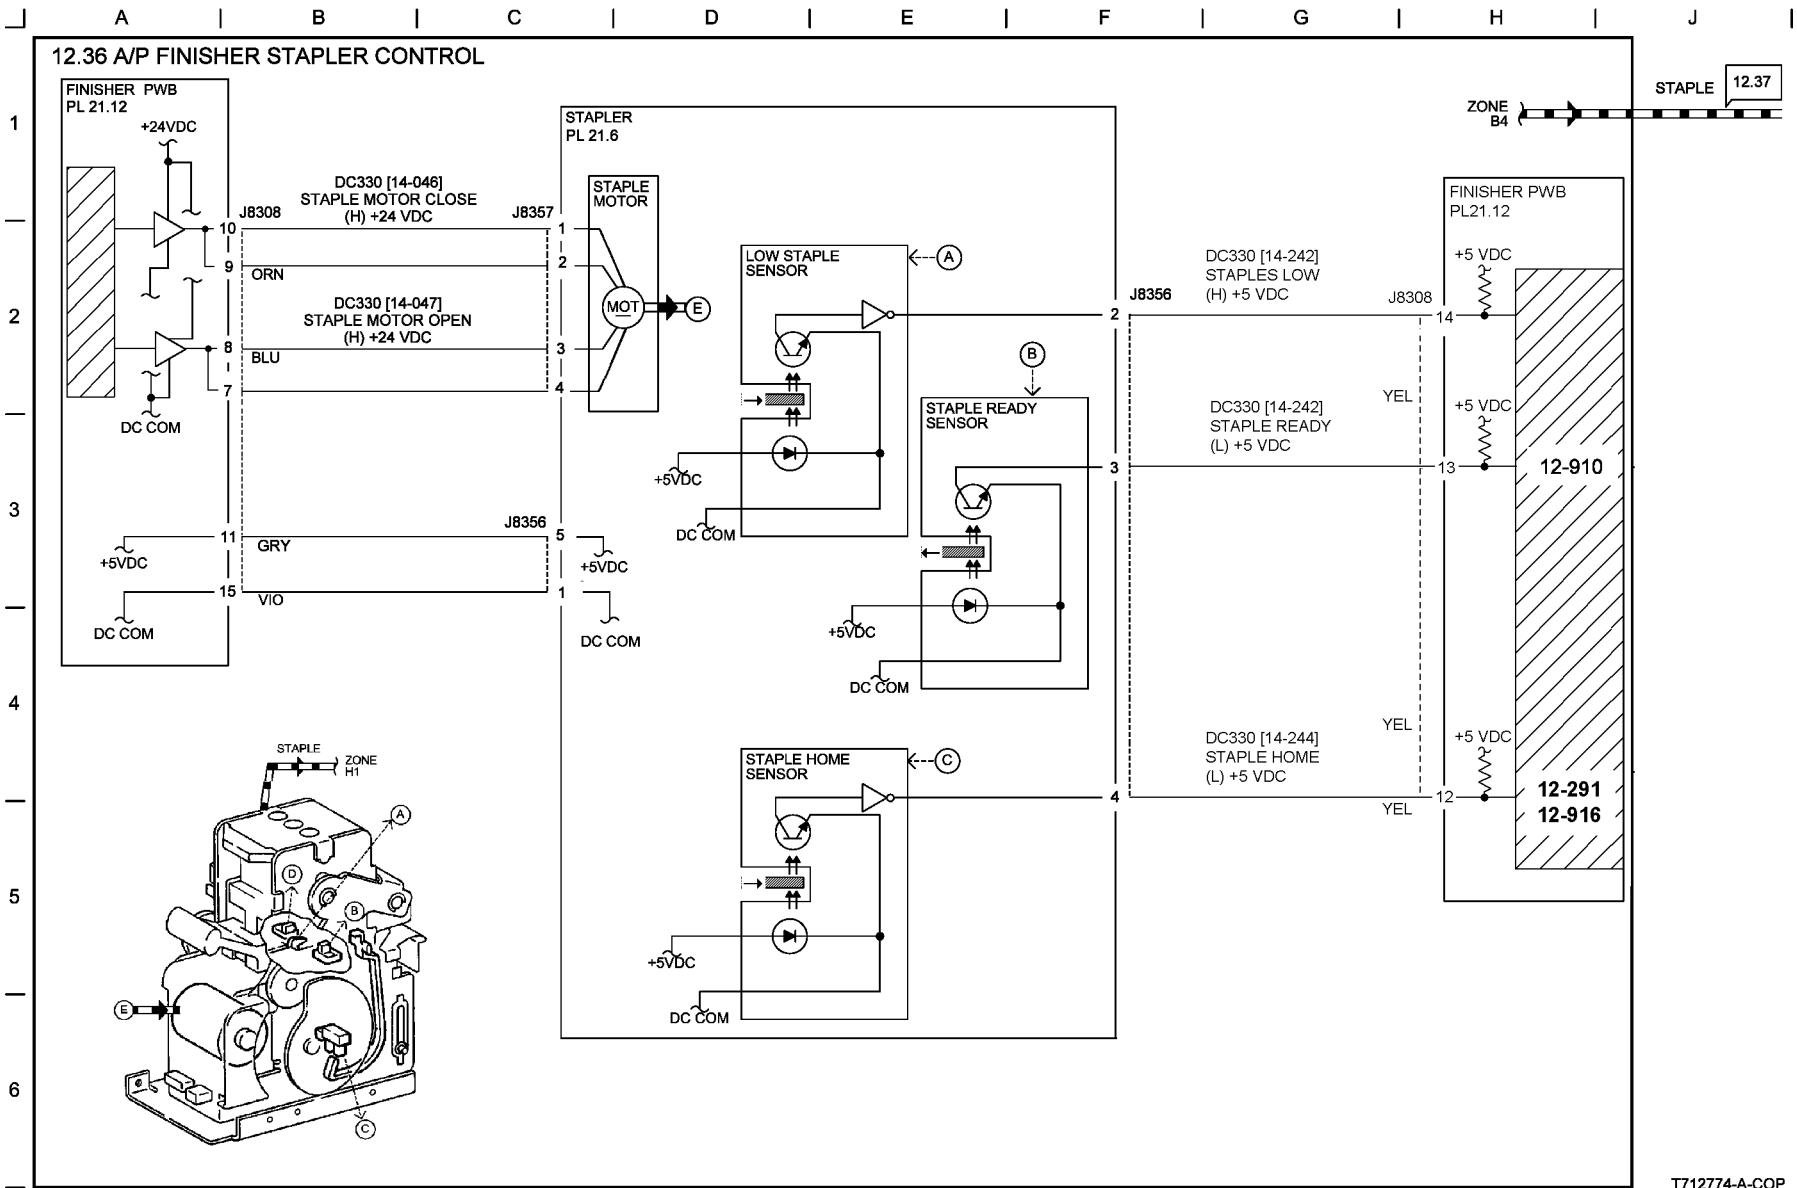 A B C D E F G H J
12.36 A/P FINISHER STAPLER CONTROL
STAPLE 12.37
ZONE
B4
1
2
3
4
5
6
FINISHER PWB
PL 21.12
+24VDC
J8308
10
9
8
7
ORN
BLU
DC COM
DC330 [14-046]
STAPLE MOTOR CLOSE
(H) +24 VDC
DC330 [14-047]
STAPLE MOTOR OPEN
(H) +24 VDC
J8357
1
2
3
4
11
GRY
+5VDC
15
VIO
DC COM
J8356
5
+5VDC
1
DC COM
STAPLER
PL 21.6
STAPLE
MOTOR
MOT
E
LOW STAPLE
SENSOR
A
+5VDC
DC COM
B
STAPLE READY
SENSOR
+5VDC
DC COM
STAPLE HOME
SENSOR
C
+5VDC
DC COM
J8356
2
3
4
DC330 [14-242]
STAPLES LOW
(H) +5 VDC
DC330 [14-242]
STAPLE READY
(L) +5 VDC
DC330 [14-244]
STAPLE HOME
(L) +5 VDC
J8308
YEL
YEL
YEL
14
13
12
FINISHER PWB
PL21.12
+5 VDC
+5 VDC
+5 VDC
12-910
12-291
12-916
STAPLE
ZONE
H1
A
D
B
E
C
T712774-A-COP